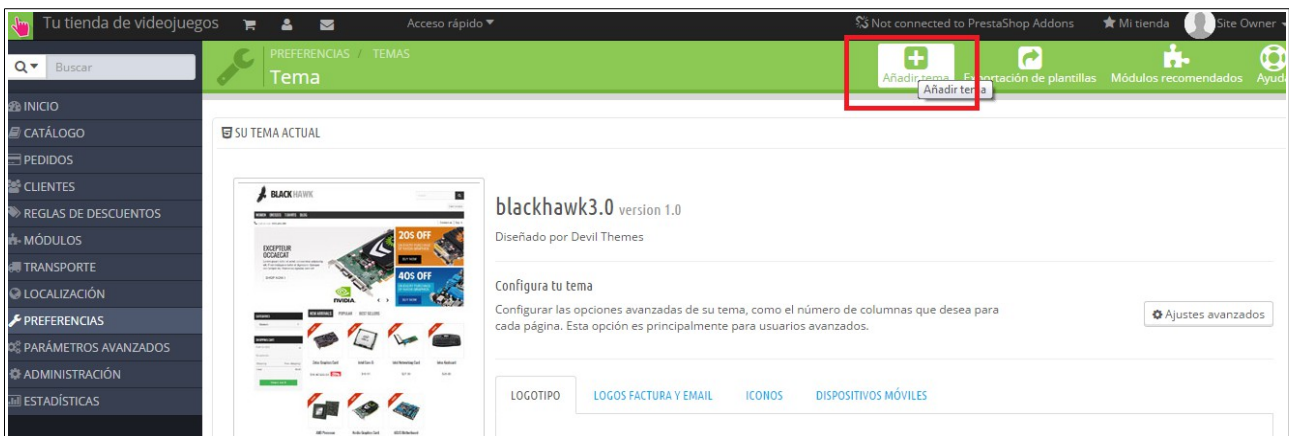 Tu tienda de videojuegos
Acceso rápido
Not connected to PrestaShop Addons
Mi tienda
Site Owner
Buscar
PREFERENCIAS / TEMAS
Tema
Añadir tema
Exportación de plantillas
Módulos recomendados
Ayuda
Añadir tema
INICIO
CATÁLOGO
PEDIDOS
CLIENTES
REGLAS DE DESCUENTOS
MÓDULOS
TRANSPORTE
LOCALIZACIÓN
PREFERENCIAS
PARÁMETROS AVANZADOS
ADMINISTRACIÓN
ESTADÍSTICAS
SU TEMA ACTUAL
BLACKHAWK
EXCEPTEUR
OCCAECAT
20$ OFF
40$ OFF
NVIDIA.
blackhawk3.0 version 1.0
Diseñado por Devil Themes
Configura tu tema
Configurar las opciones avanzadas de su tema, como el número de columnas que desea para
cada página. Esta opción es principalmente para usuarios avanzados.
Ajustes avanzados
LOGOTIPO
LOGOS FACTURA Y EMAIL
ICONOS
DISPOSITIVOS MÓVILES